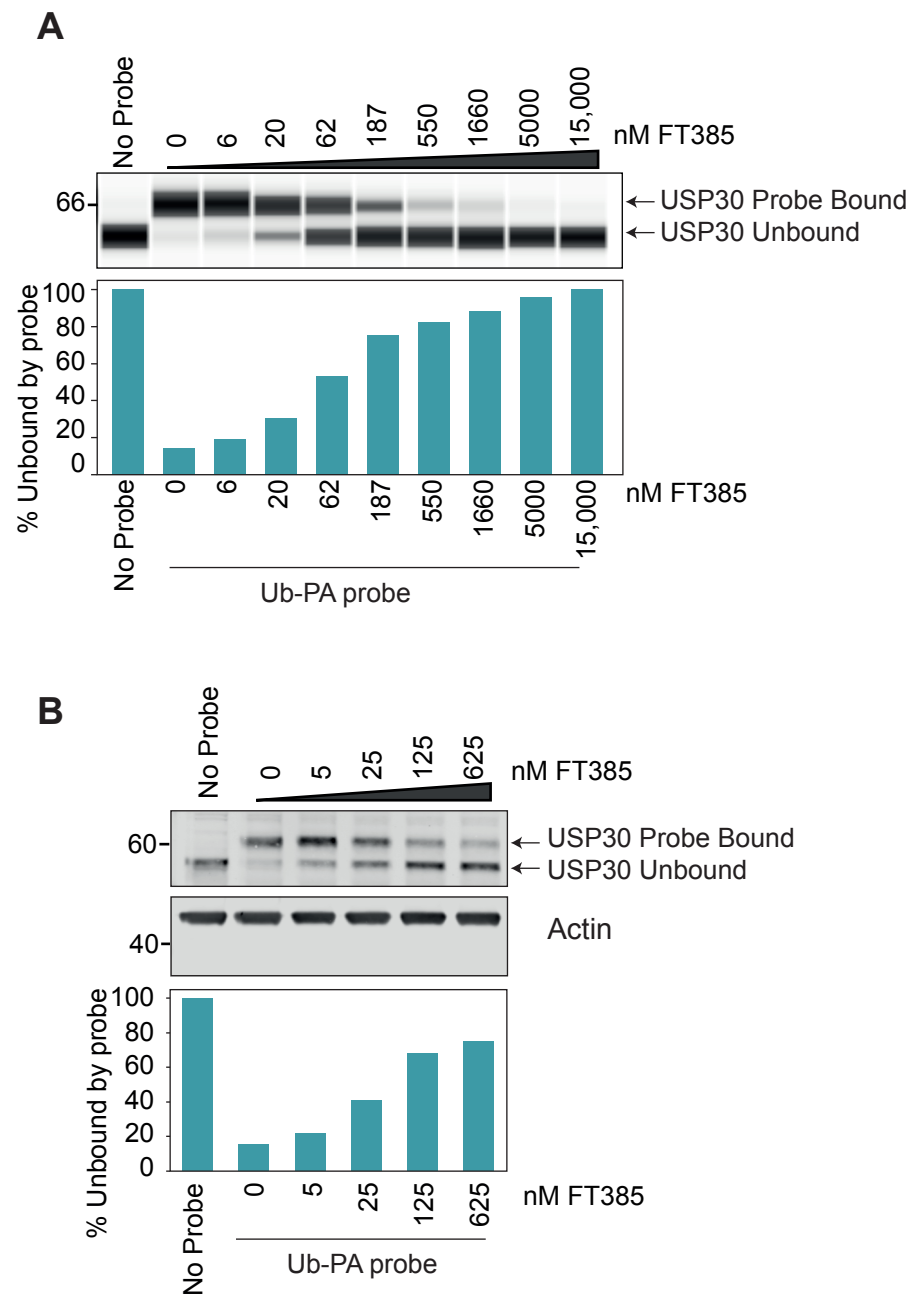 A
No Probe
0
6
20
62
187
550
1660
5000
15,000
nM FT385
66
USP30 Probe Bound
USP30 Unbound
% Unbound by probe
100
80
60
40
20
0
No Probe
0
6
20
62
187
550
1660
5000
15,000
nM FT385
Ub-PA probe
B
No Probe
0
5
25
125
625
nM FT385
60
USP30 Probe Bound
USP30 Unbound
Actin
40
% Unbound by probe
100
80
60
40
20
0
No Probe
0
5
25
125
625
nM FT385
Ub-PA probe